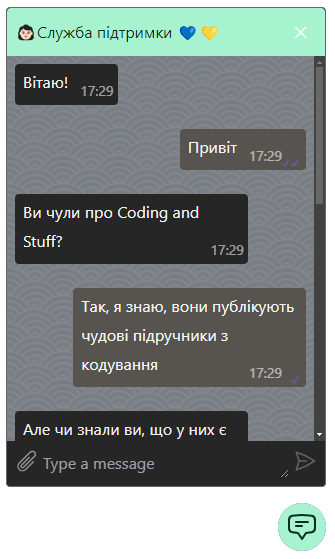 Служба підтримки
Вітаю!
17:29
Привіт
17:29
Ви чули про Coding and
Stuff?
17:29
Так, я знаю, вони публікують
чудові підручники з
кодування
17:29
Але чи знали ви, що у них є
Type a message